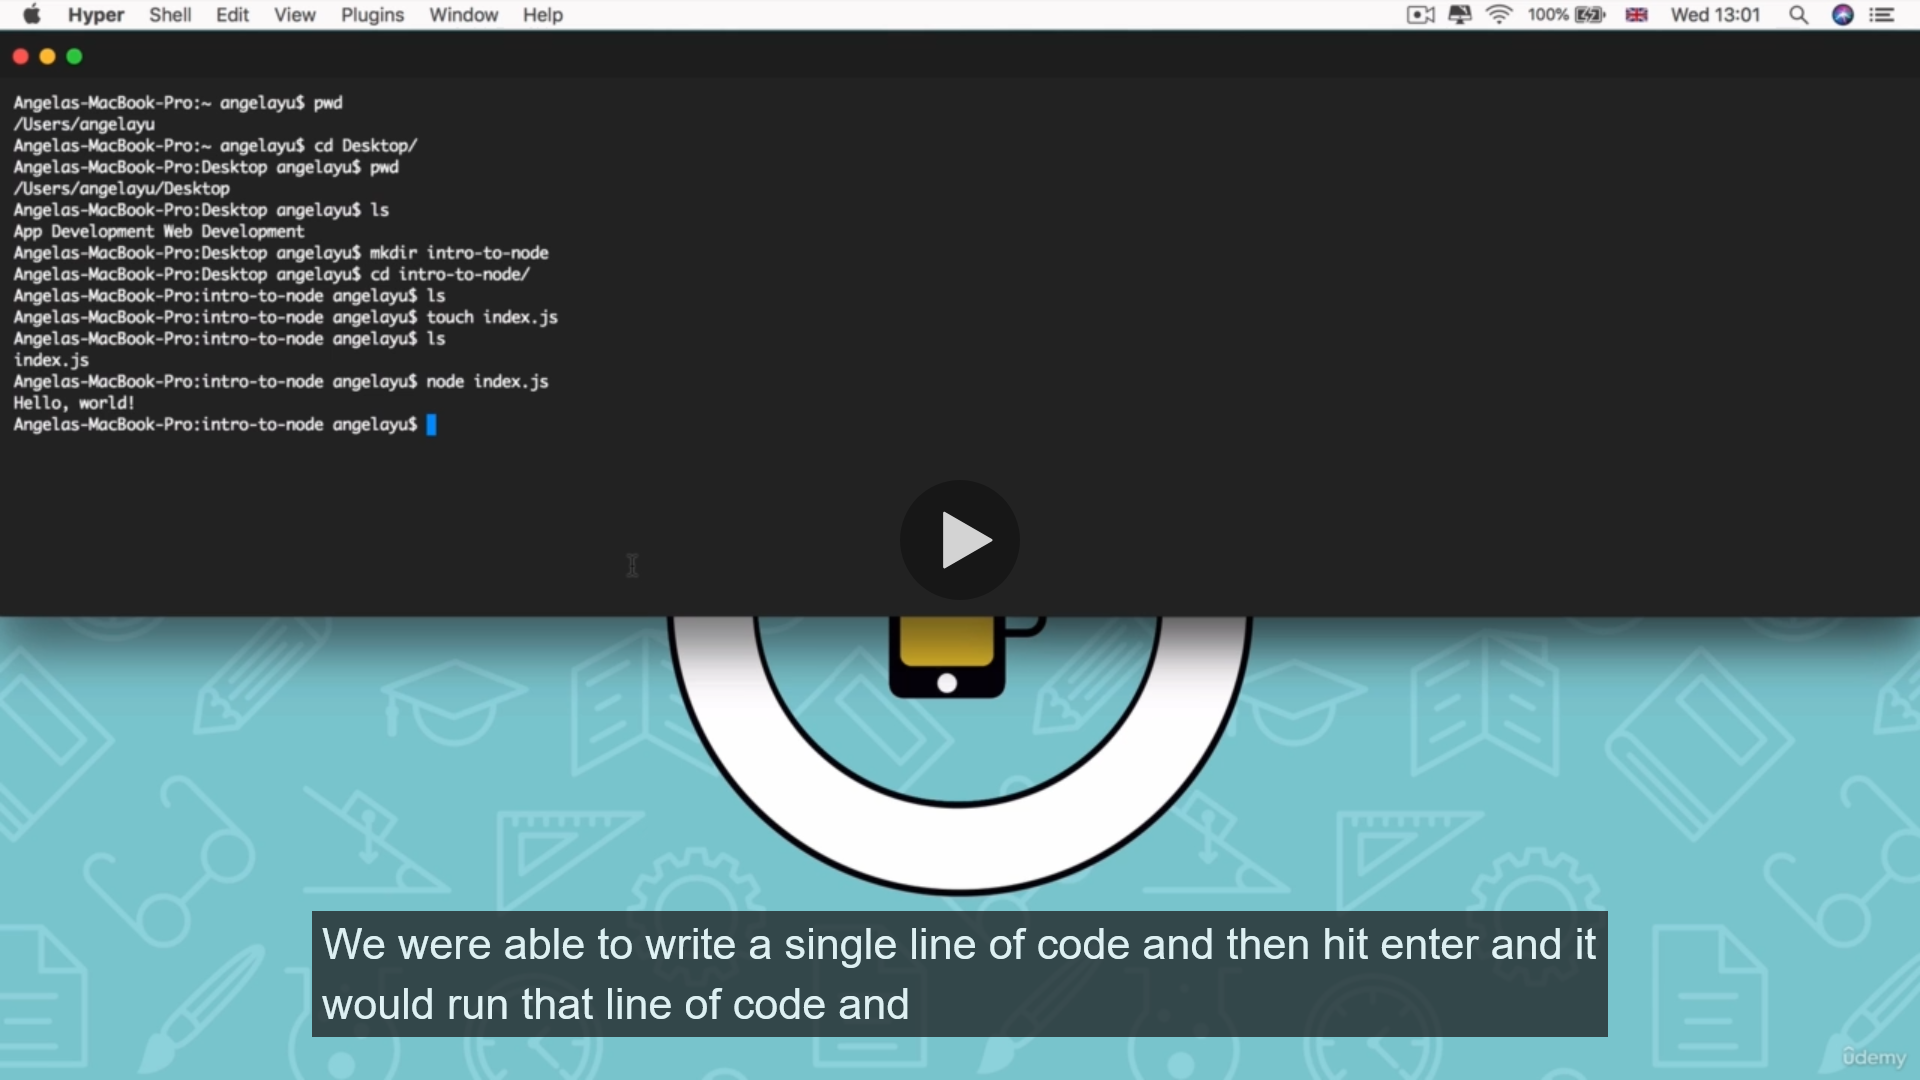 Hyper Shell Edit View Plugins Window Help 100% Wed 13:01
Angelas-MacBook-Pro:~ angelayu$ pwd
/Users/angelayu
Angelas-MacBook-Pro:~ angelayu$ cd Desktop/
Angelas-MacBook-Pro:Desktop angelayu$ pwd
/Users/angelayu/Desktop
Angelas-MacBook-Pro:Desktop angelayu$ ls
App Development Web Development
Angelas-MacBook-Pro:Desktop angelayu$ mkdir intro-to-node
Angelas-MacBook-Pro:Desktop angelayu$ cd intro-to-node/
Angelas-MacBook-Pro:intro-to-node angelayu$ ls
Angelas-MacBook-Pro:intro-to-node angelayu$ touch index.js
Angelas-MacBook-Pro:intro-to-node angelayu$ ls
index.js
Angelas-MacBook-Pro:intro-to-node angelayu$ node index.js
Hello, world!
Angelas-MacBook-Pro:intro-to-node angelayu$
We were able to write a single line of code and then hit enter and it
would run that line of code and
ûdemy